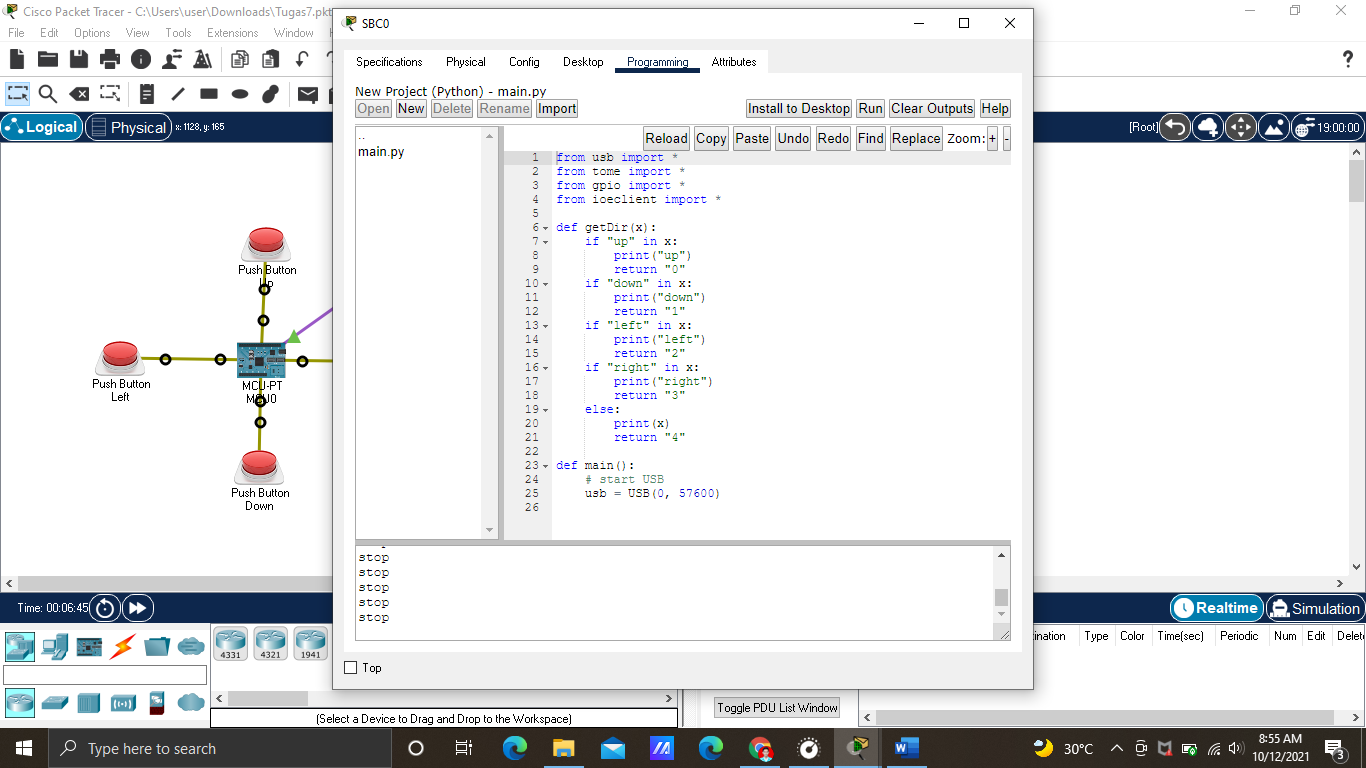 Cisco Packet Tracer - C:\Users\user\Downloads\Tugas7.pkt
SBC0
File Edit Options View Tools Extensions Window
Specifications Physical Config Desktop Programming Attributes
New Project (Python) - main.py
Open New Delete Rename Import Install to Desktop Run Clear Outputs Help
Logical Physical x: 1128, y: 165 [Root] 19:00:00
Reload Copy Paste Undo Redo Find Replace Zoom: + -
..
main.py
1 from usb import *
2 from tome import *
3 from gpio import *
4 from ioeclient import *
5
6 def getDir(x):
7 if "up" in x:
8 print("up")
9 return "0"
10 if "down" in x:
11 print("down")
12 return "1"
13 if "left" in x:
14 print("left")
15 return "2"
16 if "right" in x:
17 print("right")
18 return "3"
19 else:
20 print(x)
21 return "4"
22
23 def main():
24 # start USB
25 usb = USB(0, 57600)
26
Push Button
Up
Push Button
Left
MCU-PT
MCU0
Push Button
Down
stop
stop
stop
stop
stop
Top
Time: 00:06:45
Realtime Simulation
4331 4321 1941
Type Color Time(sec) Periodic Num Edit
(Select a Device to Drag and Drop to the Workspace)
Toggle PDU List Window
Type here to search
30°C
8:55 AM
10/12/2021
3